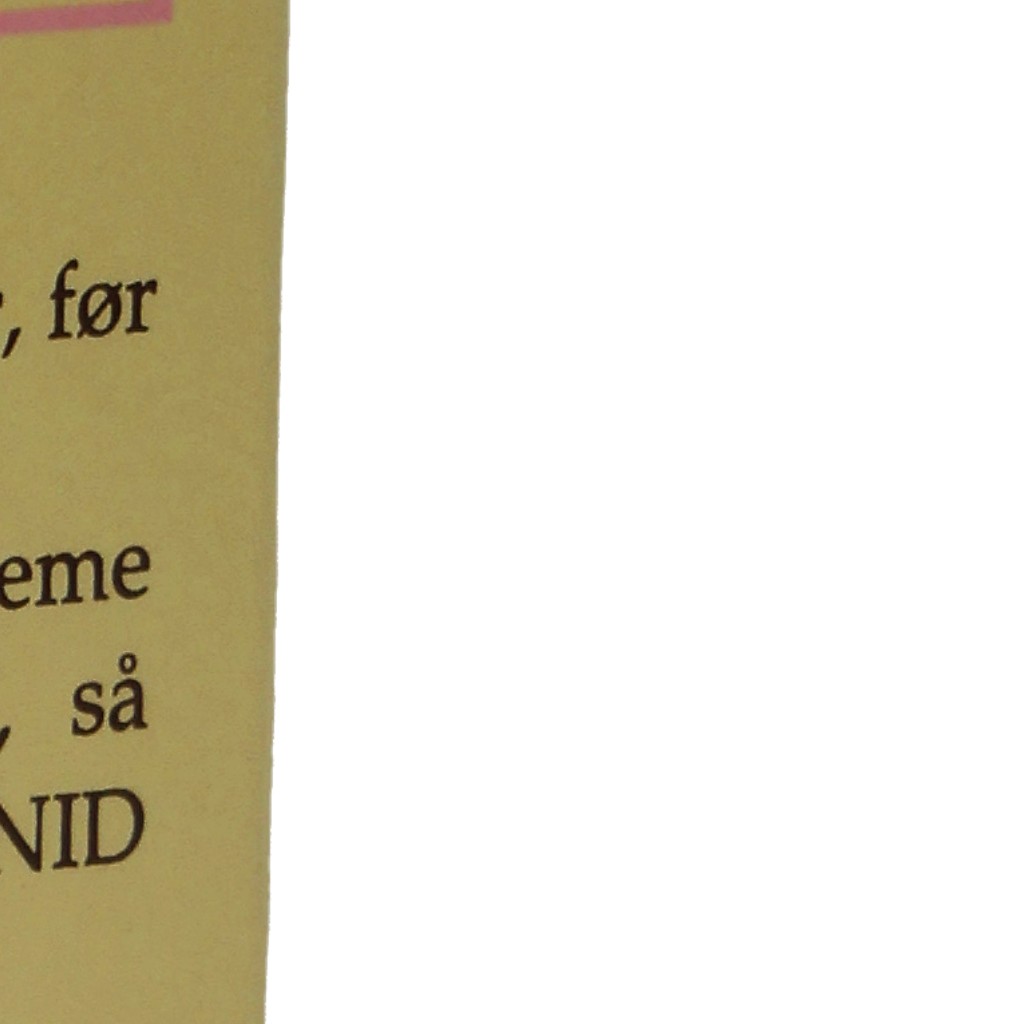 , før
eme
, så
NID